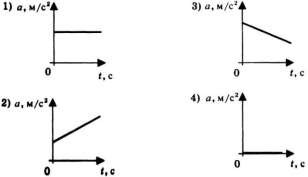 1) a, м/с²
0
t, с
2) a, м/с²
0
t, с
3) a, м/с²
0
t, с
4) a, м/с²
0
t, с